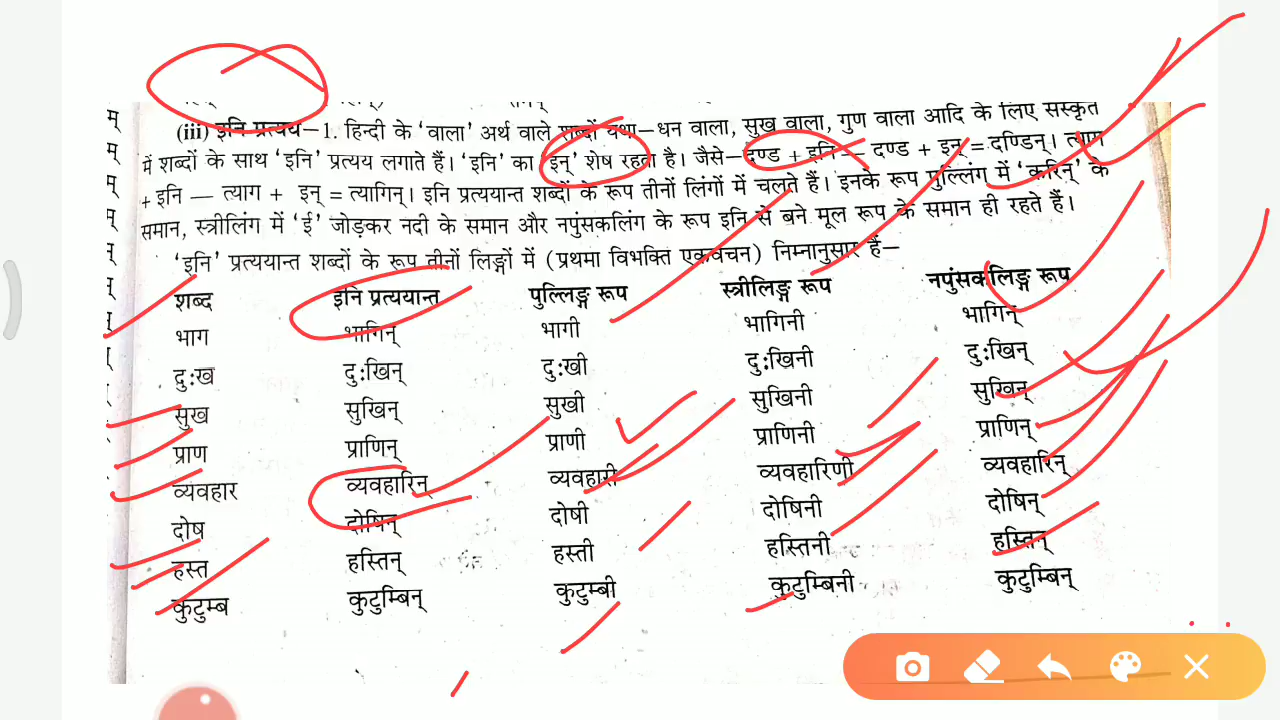 (iii) इनि प्रत्यय–1. हिन्दी के 'वाला' अर्थ वाले शब्दों यथा–धन वाला, सुख वाला, गुण वाला आदि के लिए संस्कृत
में शब्दों के साथ 'इनि' प्रत्यय लगाते हैं। 'इनि' का 'इन्' शेष रहता है। जैसे–दण्ड + इनि — दण्ड + इन् = दण्डिन्। त्याग
+ इनि — त्याग + इन् = त्यागिन्। इनि प्रत्ययान्त शब्दों के रूप तीनों लिंगों में चलते हैं। इनके रूप पुल्लिंग में 'करिन्' के
समान, स्त्रीलिंग में 'ई' जोड़कर नदी के समान और नपुंसकलिंग के रूप इनि से बने मूल रूप के समान ही रहते हैं।
'इनि' प्रत्ययान्त शब्दों के रूप तीनों लिङ्गों में (प्रथमा विभक्ति एकवचन) निम्नानुसार हैं–
शब्द इनि प्रत्ययान्त पुल्लिङ्ग रूप स्त्रीलिङ्ग रूप नपुंसकलिङ्ग रूप
भाग भागिन् भागी भागिनी भागिन्
दुःख दुःखिन् दुःखी दुःखिनी दुःखिन्
सुख सुखिन् सुखी सुखिनी सुखिन्
प्राण प्राणिन् प्राणी प्राणिनी प्राणिन्
व्यवहार व्यवहारिन् व्यवहारी व्यवहारिणी व्यवहारिन्
दोष दोषिन् दोषी दोषिनी दोषिन्
हस्त हस्तिन् हस्ती हस्तिनी हस्तिन्
कुटुम्ब कुटुम्बिन् कुटुम्बी कुटुम्बिनी कुटुम्बिन्